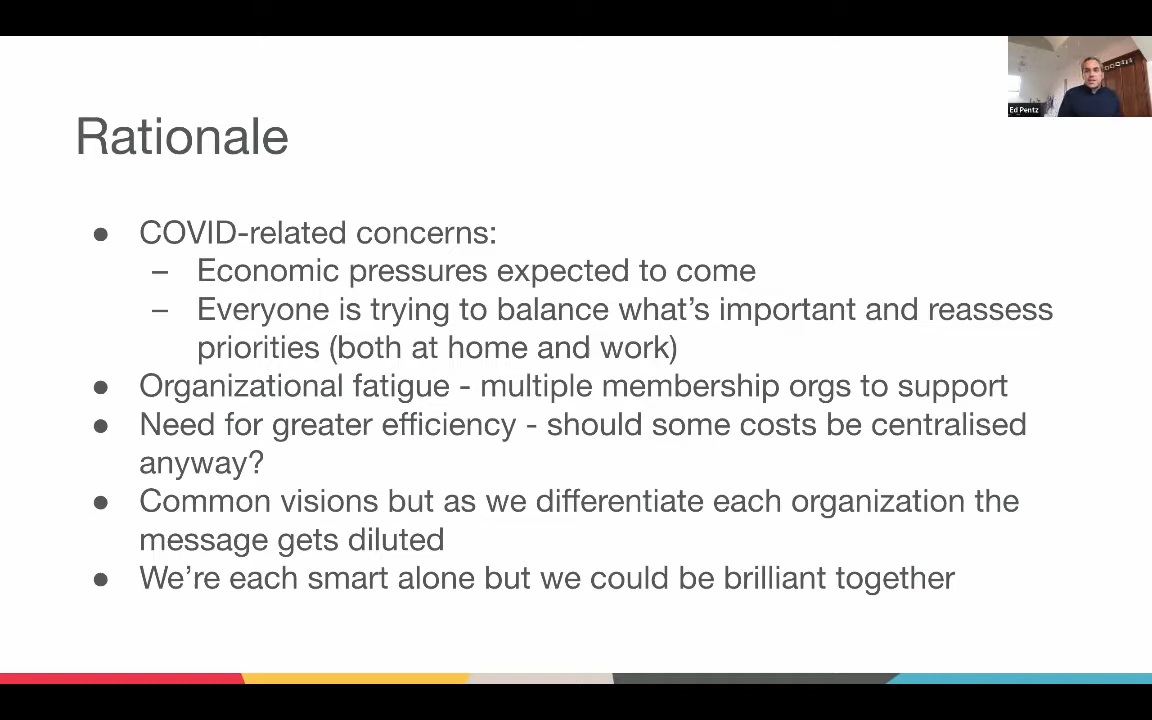 Ed Pentz
Rationale
● COVID-related concerns:
– Economic pressures expected to come
– Everyone is trying to balance what’s important and reassess
priorities (both at home and work)
● Organizational fatigue - multiple membership orgs to support
● Need for greater efficiency - should some costs be centralised
anyway?
● Common visions but as we differentiate each organization the
message gets diluted
● We’re each smart alone but we could be brilliant together